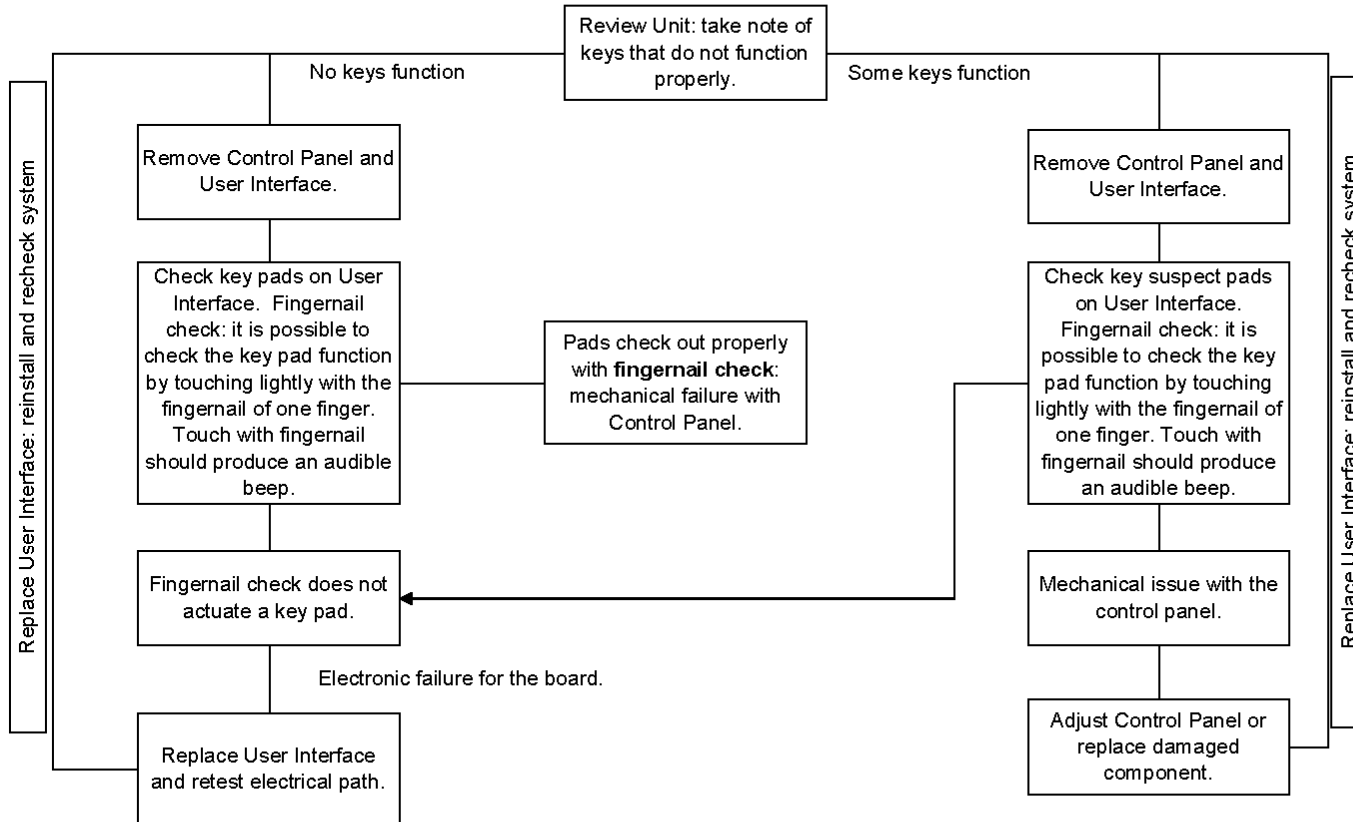 Review Unit: take note of
keys that do not function
properly.
No keys function
Some keys function
Replace User Interface: reinstall and recheck system
Remove Control Panel and
User Interface.
Check key pads on User
Interface.  Fingernail
check: it is possible to
check the key pad function
by touching lightly with the
fingernail of one finger.
Touch with fingernail
should produce an audible
beep.
Pads check out properly
with fingernail check:
mechanical failure with
Control Panel.
Fingernail check does not
actuate a key pad.
Electronic failure for the board.
Replace User Interface
and retest electrical path.
Remove Control Panel and
User Interface.
Check key suspect pads
on User Interface.
Fingernail check: it is
possible to check the key
pad function by touching
lightly with the fingernail of
one finger. Touch with
fingernail should produce
an audible beep.
Mechanical issue with the
control panel.
Adjust Control Panel or
replace damaged
component.
Replace User Interface: reinstall and recheck system